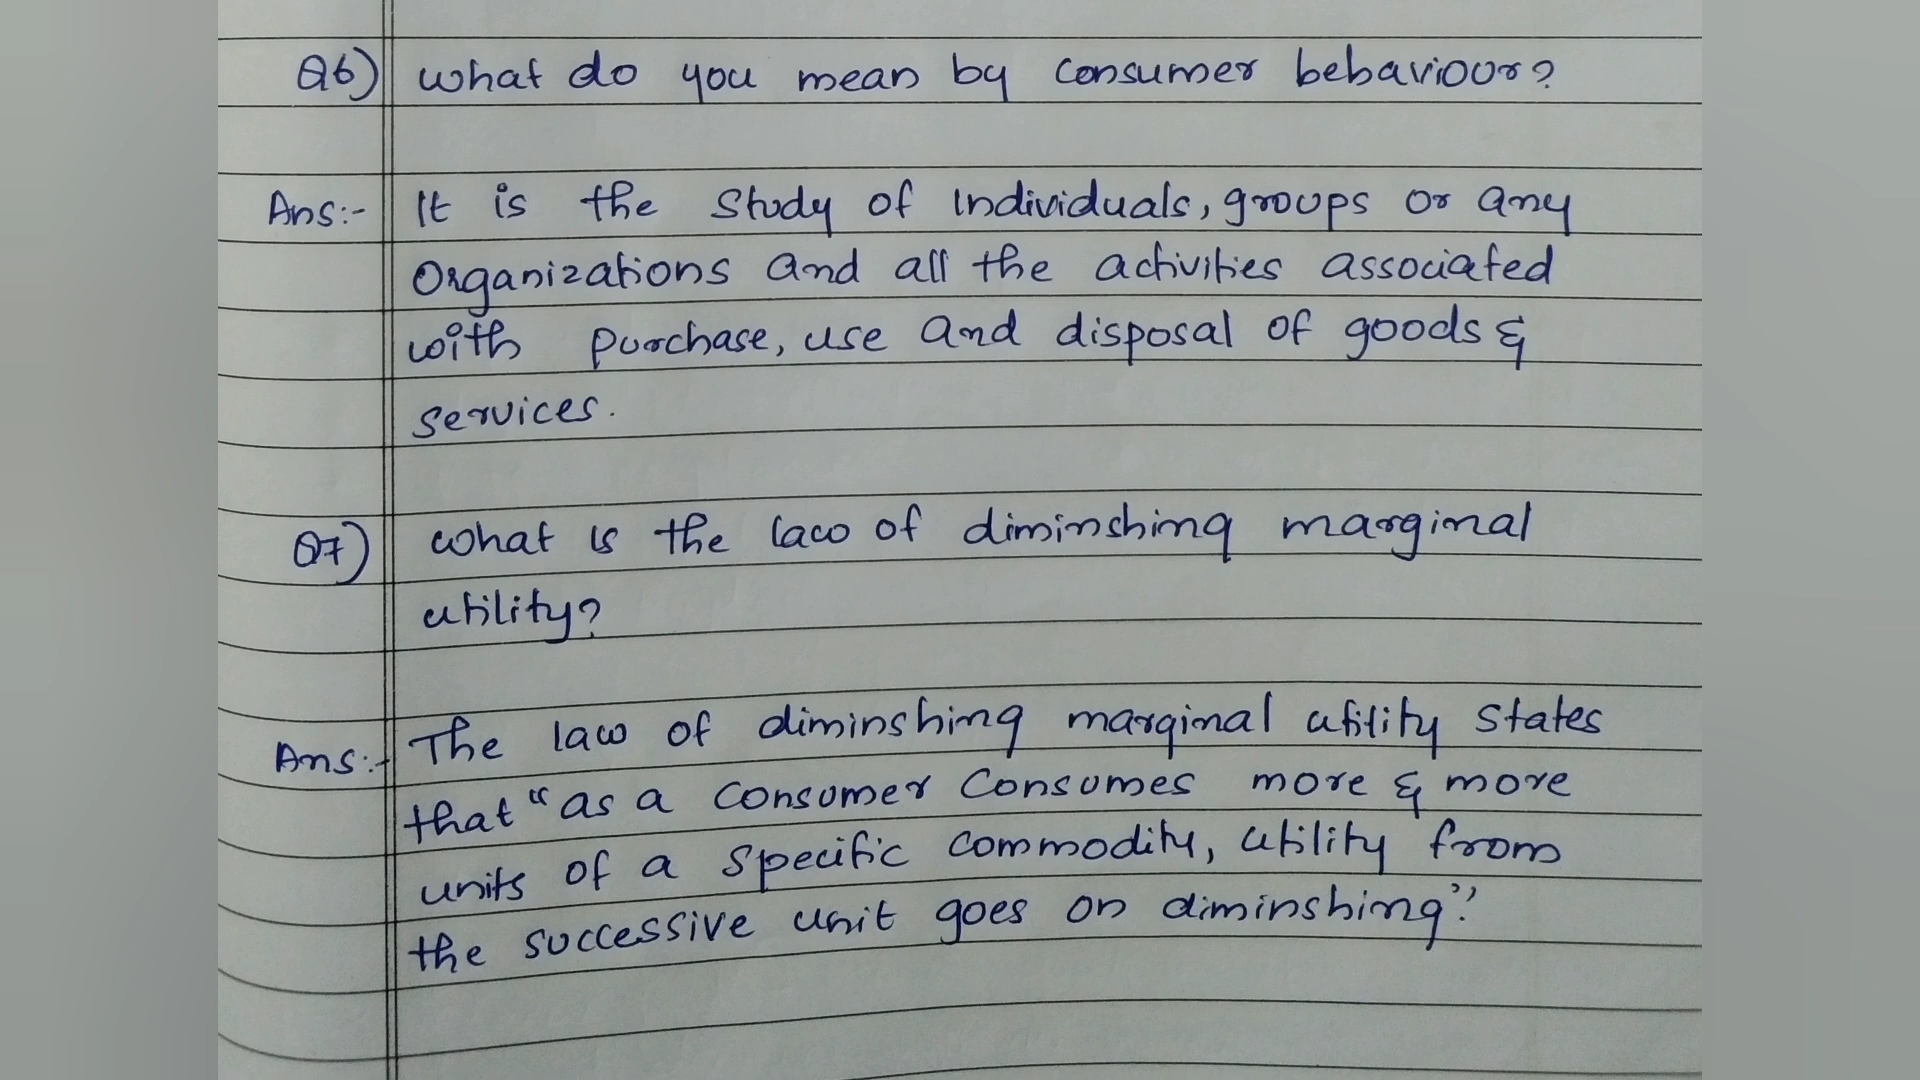 Q6) What do you mean by consumer behaviour?
Ans:- It is the study of individuals, groups or any
Organizations and all the activities associated
with purchase, use and disposal of goods &
services.
Q7) What is the law of diminshing marginal
utility?
Ans:- The law of diminshing marginal utility states
that "as a consumer consumes more & more
units of a specific commodity, utility from
the successive unit goes on diminshing".